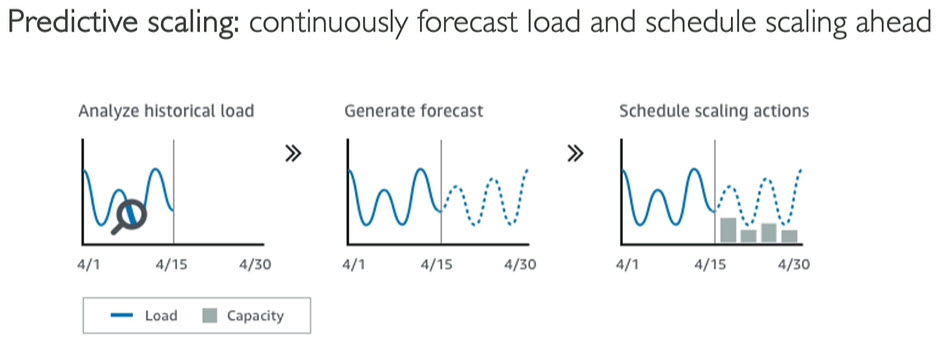 Predictive scaling: continuously forecast load and schedule scaling ahead
Analyze historical load
4/1 4/15 4/30
Generate forecast
4/1 4/15 4/30
Schedule scaling actions
4/1 4/15 4/30
Load Capacity